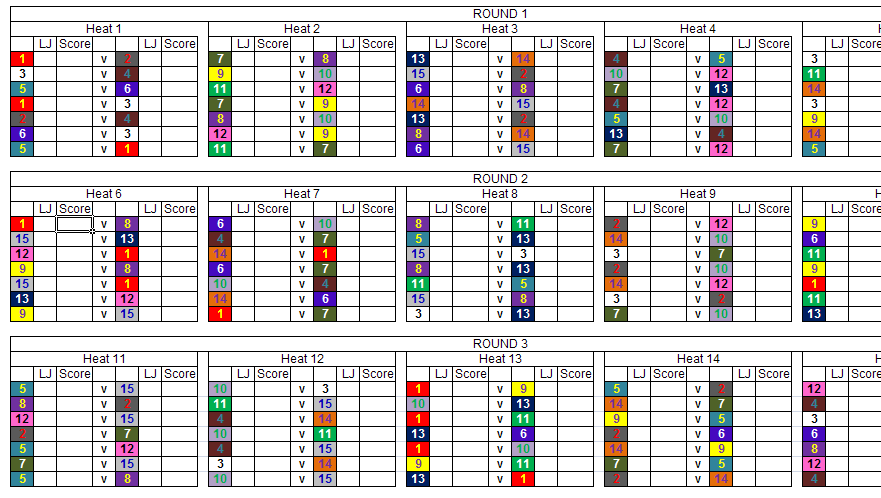 ROUND 1
Heat 1 Heat 2 Heat 3 Heat 4
LJ Score LJ Score LJ Score LJ Score LJ Score LJ Score LJ Score LJ Score LJ Score
1 v 2 7 v 8 13 v 14 4 v 5 3
3 v 4 9 v 10 15 v 2 10 v 12 11
5 v 6 11 v 12 6 v 8 7 v 13 14
1 v 3 7 v 9 14 v 15 4 v 12 3
2 v 4 8 v 10 13 v 2 5 v 10 9
6 v 3 12 v 9 8 v 14 13 v 4 14
5 v 1 11 v 7 6 v 15 7 v 12 5
ROUND 2
Heat 6 Heat 7 Heat 8 Heat 9
LJ Score LJ Score LJ Score LJ Score LJ Score LJ Score LJ Score LJ Score LJ Score
1 v 8 6 v 10 8 v 11 2 v 12 9
15 v 13 4 v 7 5 v 13 14 v 10 6
12 v 1 14 v 1 15 v 3 3 v 7 11
9 v 8 6 v 7 8 v 13 2 v 10 9
15 v 1 10 v 4 11 v 5 14 v 12 1
13 v 12 14 v 6 15 v 8 3 v 2 11
9 v 15 1 v 7 3 v 13 7 v 10 13
ROUND 3
Heat 11 Heat 12 Heat 13 Heat 14
LJ Score LJ Score LJ Score LJ Score LJ Score LJ Score LJ Score LJ Score LJ Score
5 v 15 10 v 3 1 v 9 5 v 2 12
8 v 2 11 v 15 10 v 13 14 v 7 4
12 v 15 4 v 14 1 v 11 9 v 5 3
2 v 7 10 v 11 13 v 6 2 v 6 6
5 v 12 4 v 15 1 v 10 14 v 9 8
7 v 15 3 v 14 9 v 11 7 v 5 12
5 v 8 10 v 15 13 v 1 2 v 14 4